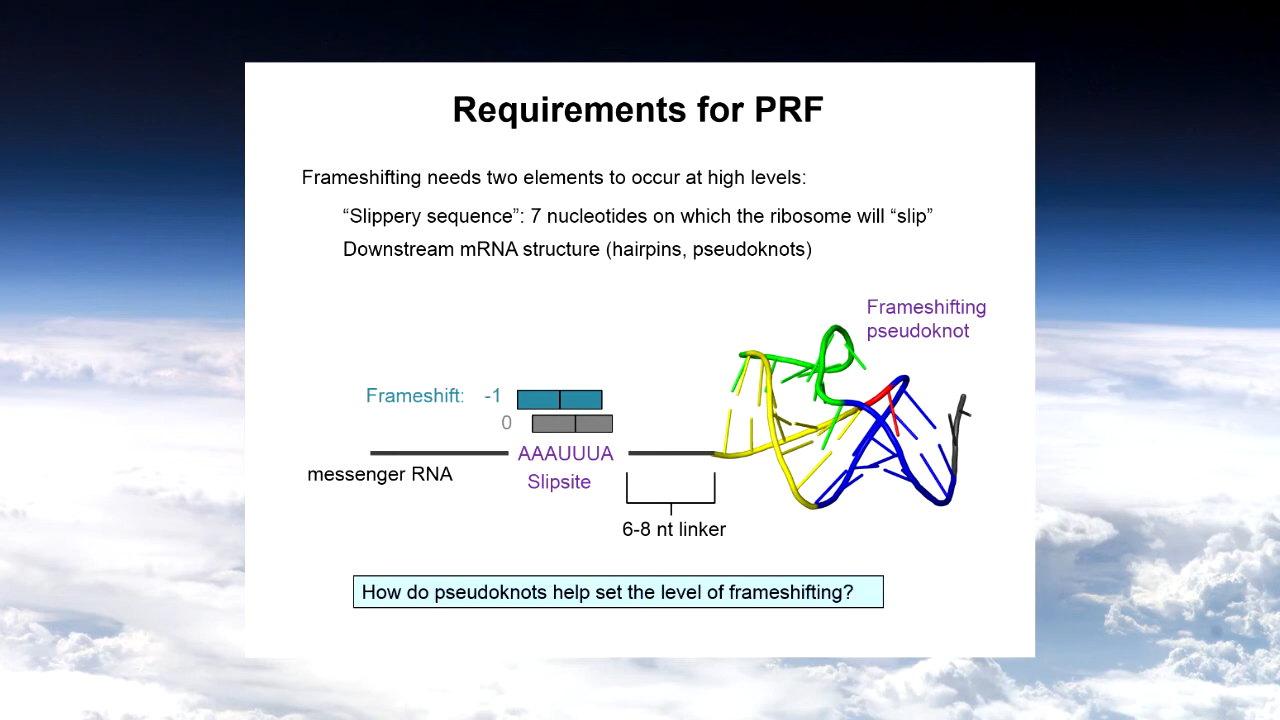 Requirements for PRF
Frameshifting needs two elements to occur at high levels:
“Slippery sequence”: 7 nucleotides on which the ribosome will “slip”
Downstream mRNA structure (hairpins, pseudoknots)
Frameshifting
pseudoknot
Frameshift: -1
0
AAAUUUA
messenger RNA
Slipsite
6-8 nt linker
How do pseudoknots help set the level of frameshifting?